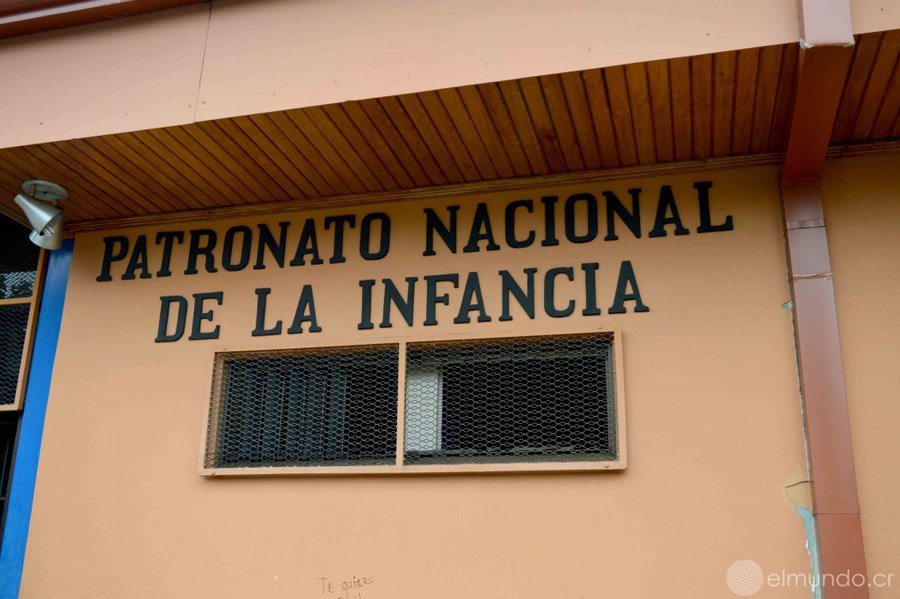 PATRONATO NACIONAL
DE LA INFANCIA
TE QUIERO
elmundo.cr